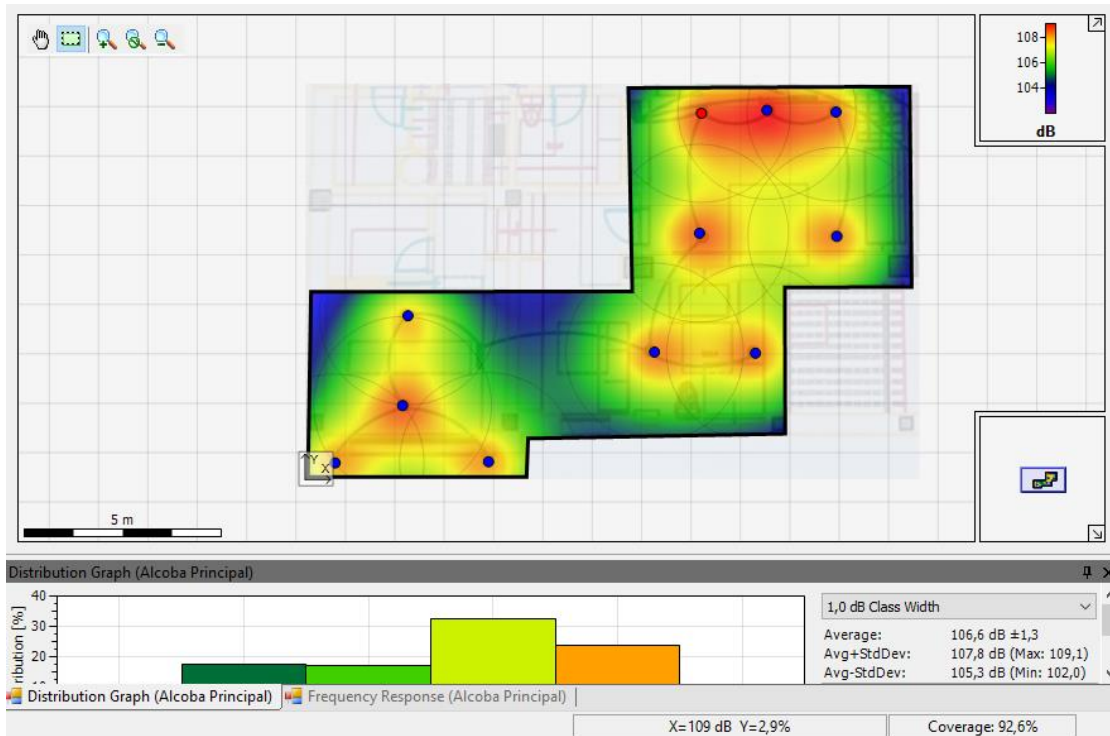 108
106
104
dB
Y
X
5 m
Distribution Graph (Alcoba Principal)
40
30
20
ribution [%]
1,0 dB Class Width
Average: 106,6 dB ±1,3
Avg+StdDev: 107,8 dB (Max: 109,1)
Avg-StdDev: 105,3 dB (Min: 102,0)
Distribution Graph (Alcoba Principal)
Frequency Response (Alcoba Principal)
X=109 dB Y=2,9%
Coverage: 92,6%